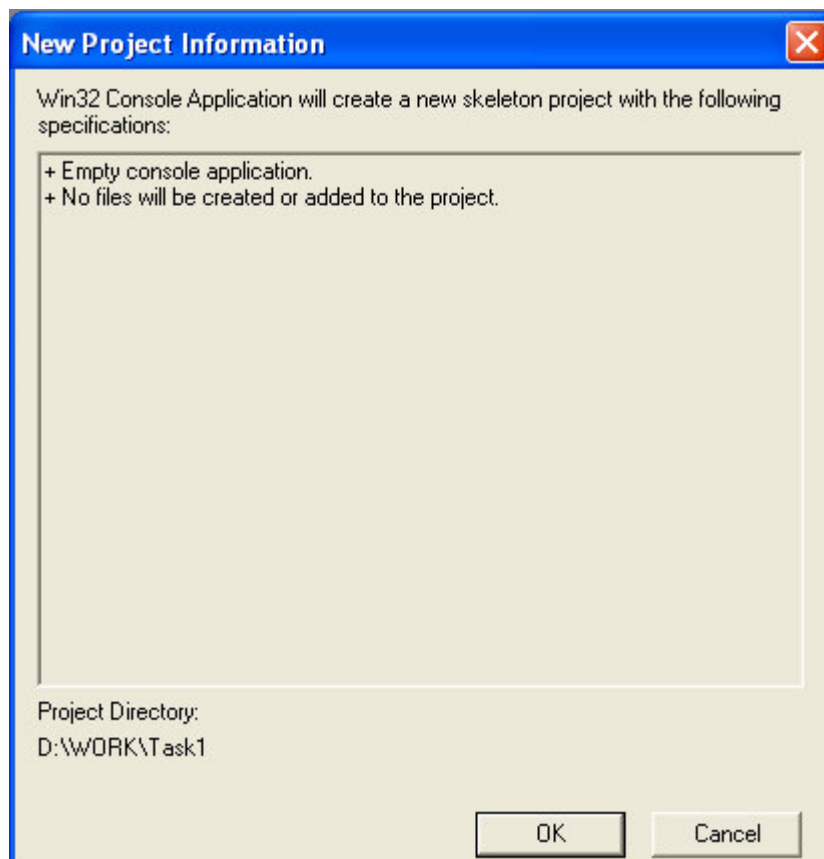 New Project Information
Win32 Console Application will create a new skeleton project with the following
specifications:
+ Empty console application.
+ No files will be created or added to the project.
Project Directory:
D:\WORK\Task1
OK Cancel